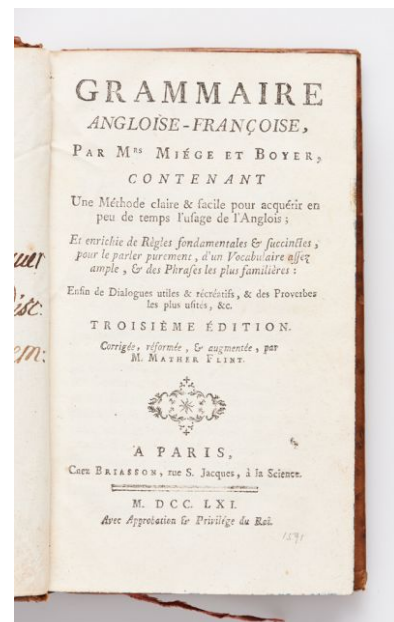 GRAMMAIRE
ANGLOISE-FRANÇOISE,
PAR MRS MIÉGE ET BOYER,
CONTENANT
Une Méthode claire & facile pour acquérir en
peu de temps l'usage de l'Anglois ;
Et enrichie de Règles fondamentales & succinctes,
pour le parler purement, d'un Vocabulaire assez
ample, & des Phrases les plus familières :
Enfin de Dialogues utiles & récréatifs, & des Proverbes
les plus usités, &c.
TROISIÈME ÉDITION.
Corrigée, réformée, & augmentée, par
M. MATHER FLINT.
A PARIS,
Chez BRIASSON, rue S. Jacques, à la Science.
M. DCC. LXI.
Avec Approbation & Privilége du Roi.